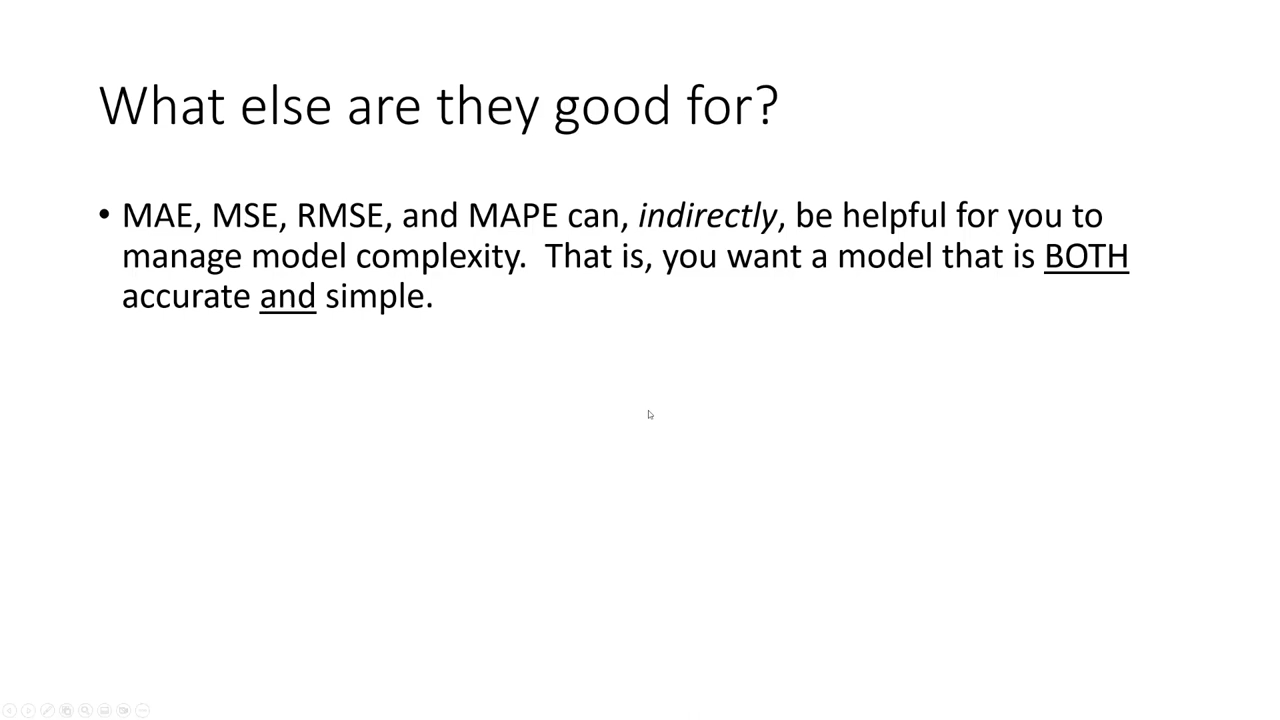 What else are they good for?
• MAE, MSE, RMSE, and MAPE can, indirectly, be helpful for you to
manage model complexity.  That is, you want a model that is BOTH
accurate and simple.